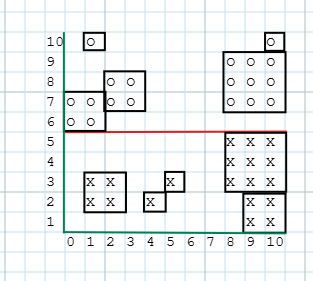 10 o o
9 o o o
8 o o o o o
7 o o o o o o o
6 o o
5 x x x
4 x x x
3 x x x x x x
2 x x x x x
1 x x
0 1 2 3 4 5 6 7 8 9 10